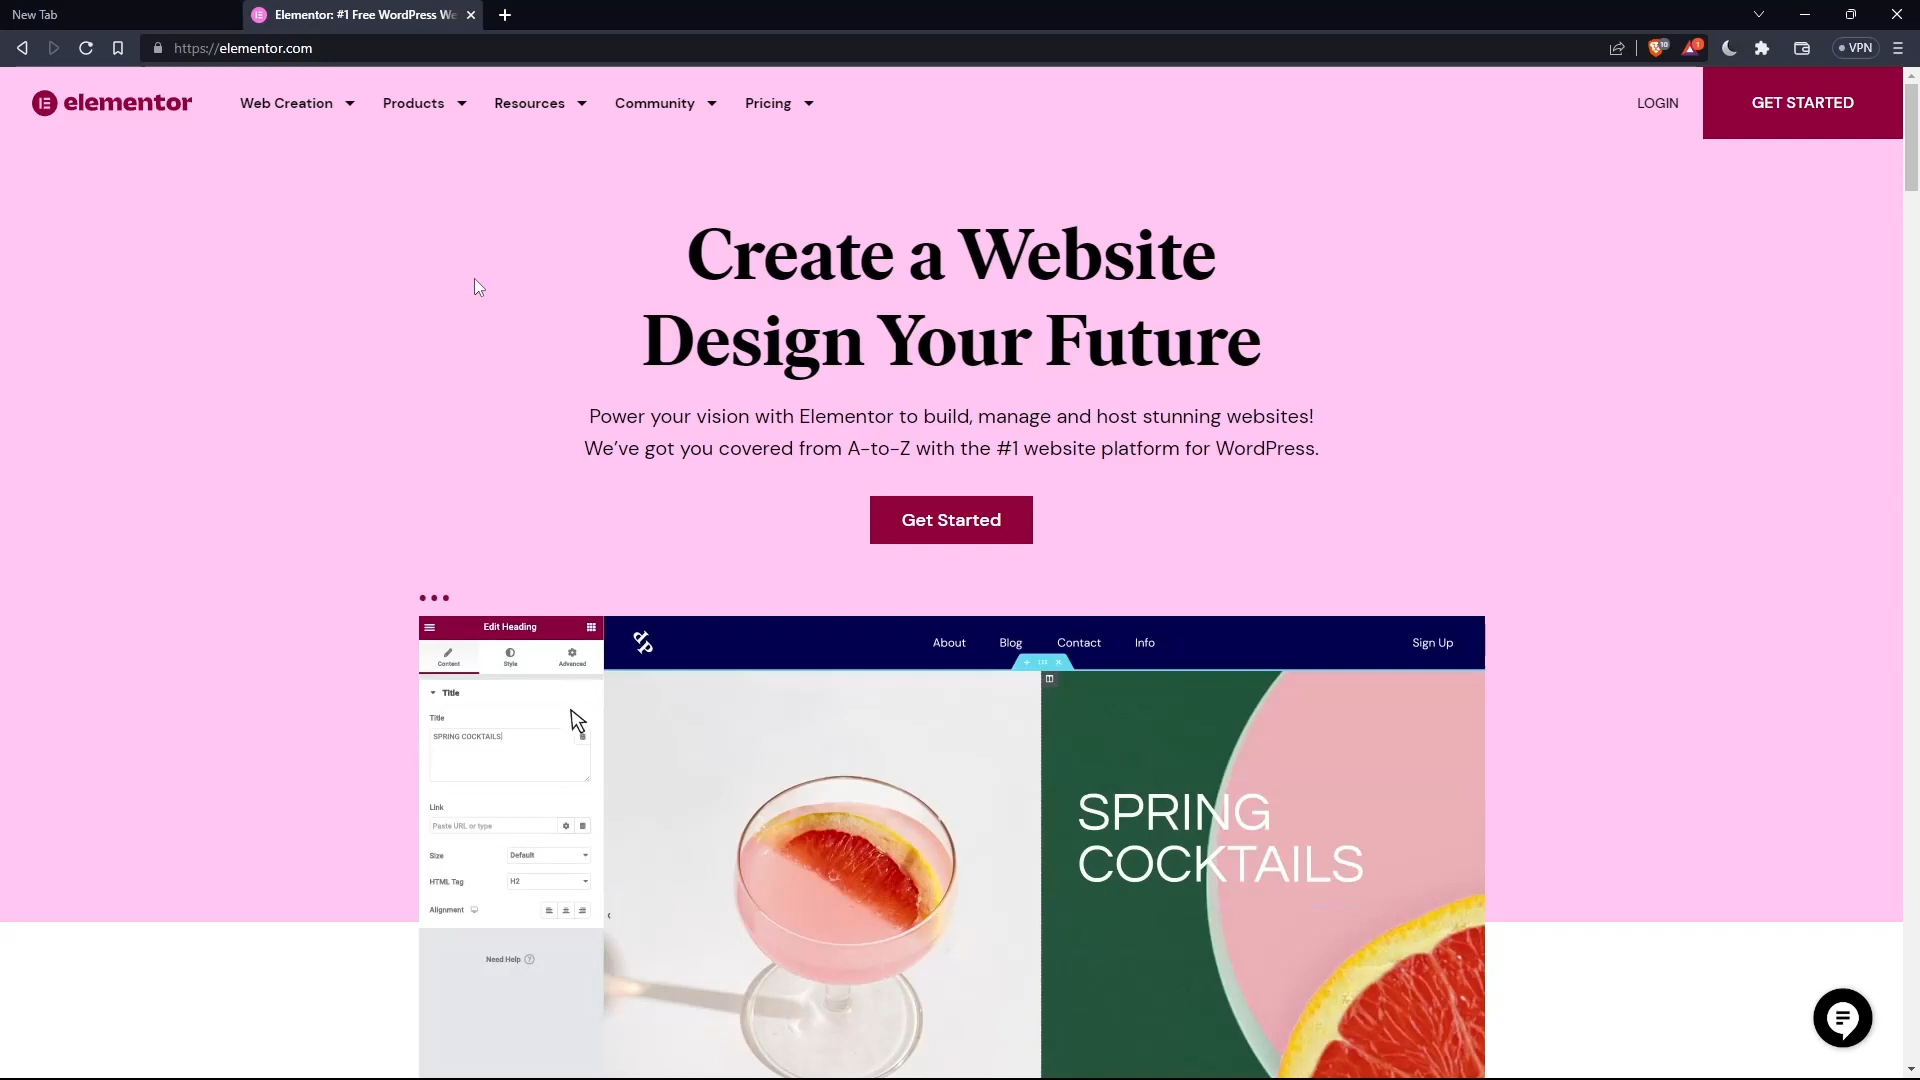 New Tab
Elementor: #1 Free WordPress We
https://elementor.com
10
1
VPN
elementor
Web Creation
Products
Resources
Community
Pricing
LOGIN
GET STARTED
Create a Website
Design Your Future
Power your vision with Elementor to build, manage and host stunning websites!
We've got you covered from A-to-Z with the #1 website platform for WordPress.
Get Started
Edit Heading
Content
Style
Advanced
Title
Title
SPRING COCKTAILS
Link
Paste URL or type
Size
Default
HTML Tag
H2
Alignment
Need Help
About
Blog
Contact
Info
Sign Up
SPRING
COCKTAILS